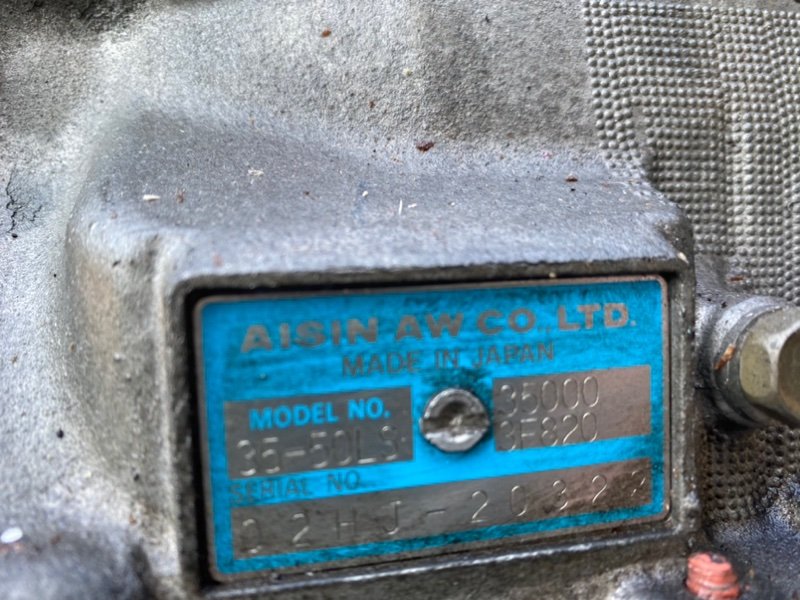 AISIN AW CO., LTD.
MADE IN JAPAN
MODEL NO.
35-50LS
35000
3F820
SERIAL NO.
02HJ-20322